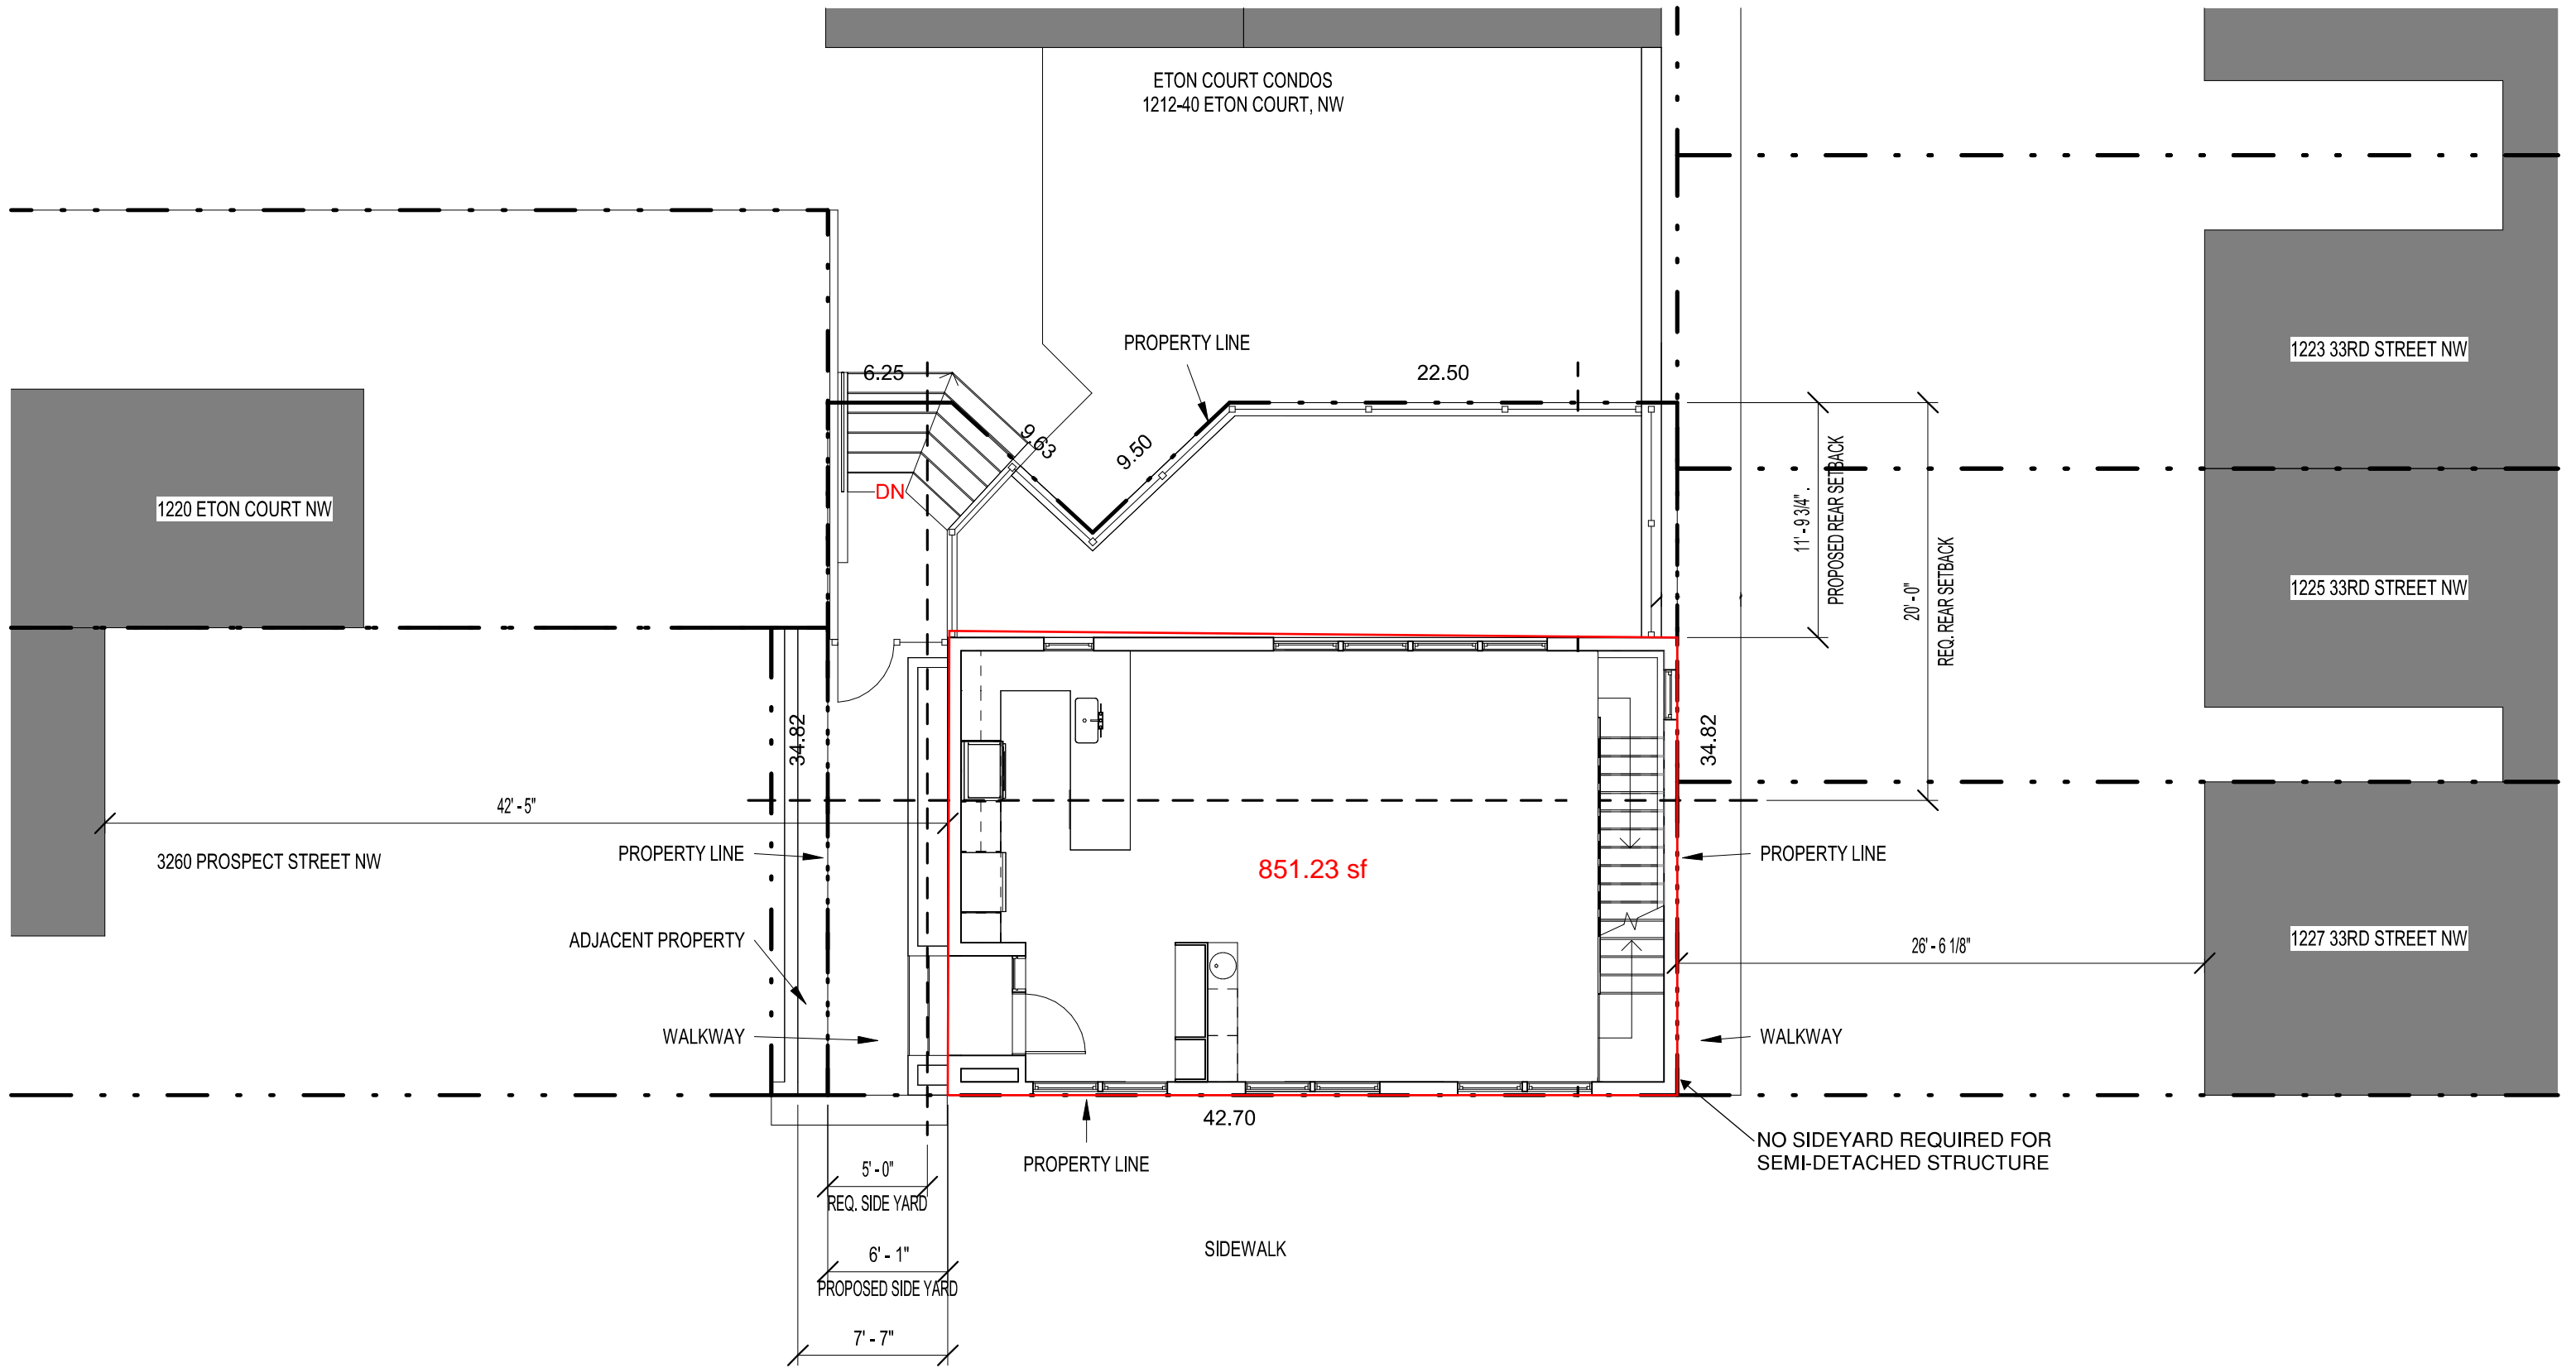 ETON COURT CONDOS
1212-40 ETON COURT, NW
PROPERTY LINE
6.25
22.50
9.63
9.50
DN
1220 ETON COURT NW
1223 33RD STREET NW
11' - 9 3/4" .
PROPOSED REAR SETBACK
20' - 0"
REQ. REAR SETBACK
1225 33RD STREET NW
34.82
34.82
42' - 5"
3260 PROSPECT STREET NW
PROPERTY LINE
851.23 sf
PROPERTY LINE
ADJACENT PROPERTY
26' - 6 1/8"
1227 33RD STREET NW
WALKWAY
WALKWAY
42.70
PROPERTY LINE
NO SIDEYARD REQUIRED FOR
SEMI-DETACHED STRUCTURE
5' - 0"
REQ. SIDE YARD
SIDEWALK
6' - 1"
PROPOSED SIDE YARD
7' - 7"